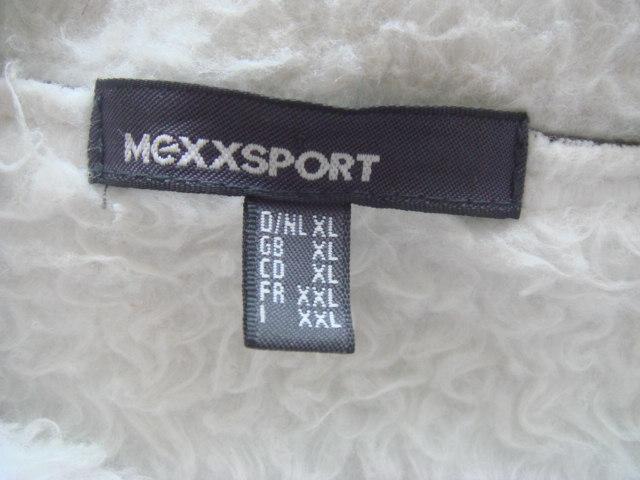 MEXXSPORT
D/NL XL
GB XL
CD XL
FR XXL
I XXL